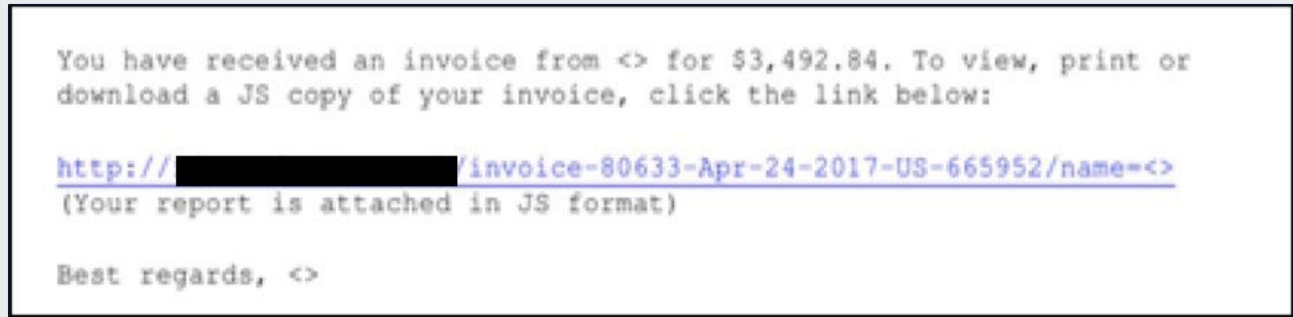 You have received an invoice from <> for $3,492.84. To view, print or
download a JS copy of your invoice, click the link below:
http:// /invoice-80633-Apr-24-2017-US-665952/name=<>
(Your report is attached in JS format)
Best regards, <>